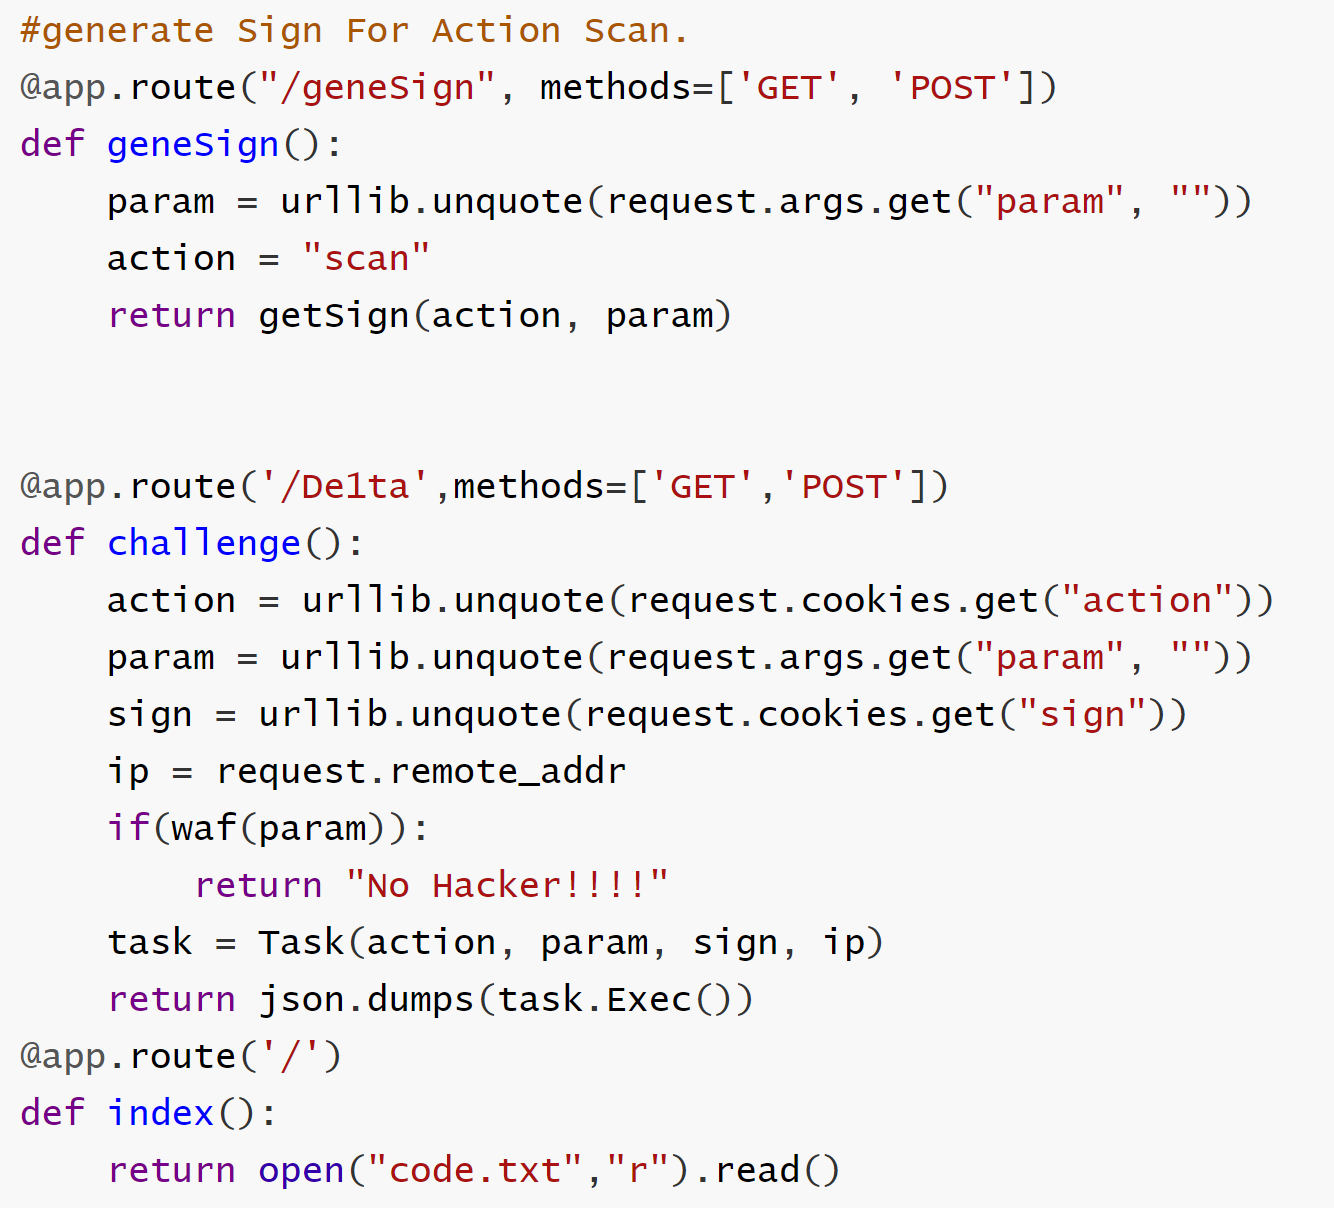 #generate Sign For Action Scan.
@app.route("/geneSign", methods=['GET', 'POST'])
def geneSign():
    param = urllib.unquote(request.args.get("param", ""))
    action = "scan"
    return getSign(action, param)
@app.route('/De1ta',methods=['GET','POST'])
def challenge():
    action = urllib.unquote(request.cookies.get("action"))
    param = urllib.unquote(request.args.get("param", ""))
    sign = urllib.unquote(request.cookies.get("sign"))
    ip = request.remote_addr
    if(waf(param)):
        return "No Hacker!!!!"
    task = Task(action, param, sign, ip)
    return json.dumps(task.Exec())
@app.route('/')
def index():
    return open("code.txt","r").read()